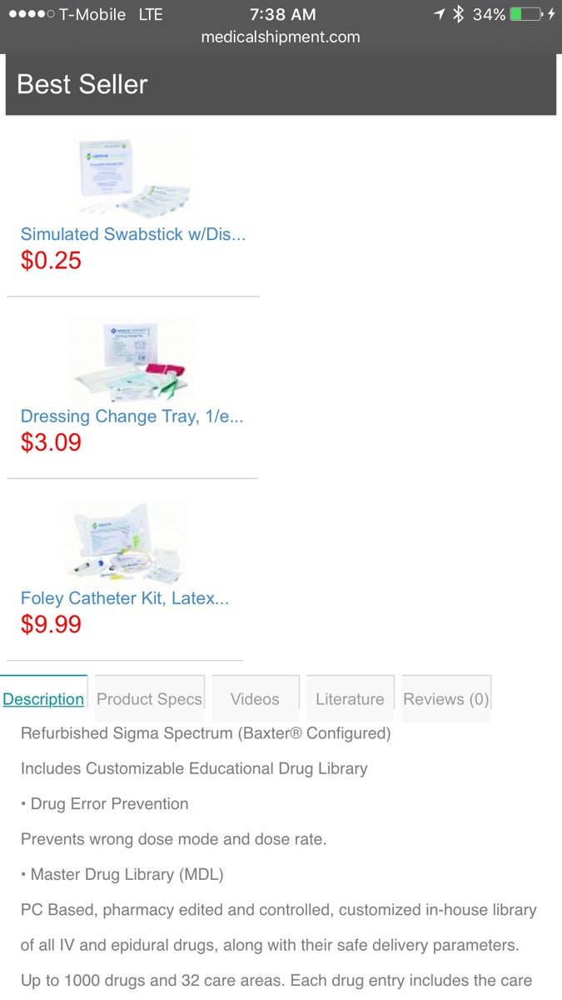 T-Mobile LTE 7:38 AM 34%
medicalshipment.com
Best Seller
Simulated Swabstick w/Dis...
$0.25
Dressing Change Tray, 1/e...
$3.09
Foley Catheter Kit, Latex...
$9.99
Description Product Specs Videos Literature Reviews (0)
Refurbished Sigma Spectrum (Baxter® Configured)
Includes Customizable Educational Drug Library
• Drug Error Prevention
Prevents wrong dose mode and dose rate.
• Master Drug Library (MDL)
PC Based, pharmacy edited and controlled, customized in-house library
of all IV and epidural drugs, along with their safe delivery parameters.
Up to 1000 drugs and 32 care areas. Each drug entry includes the care